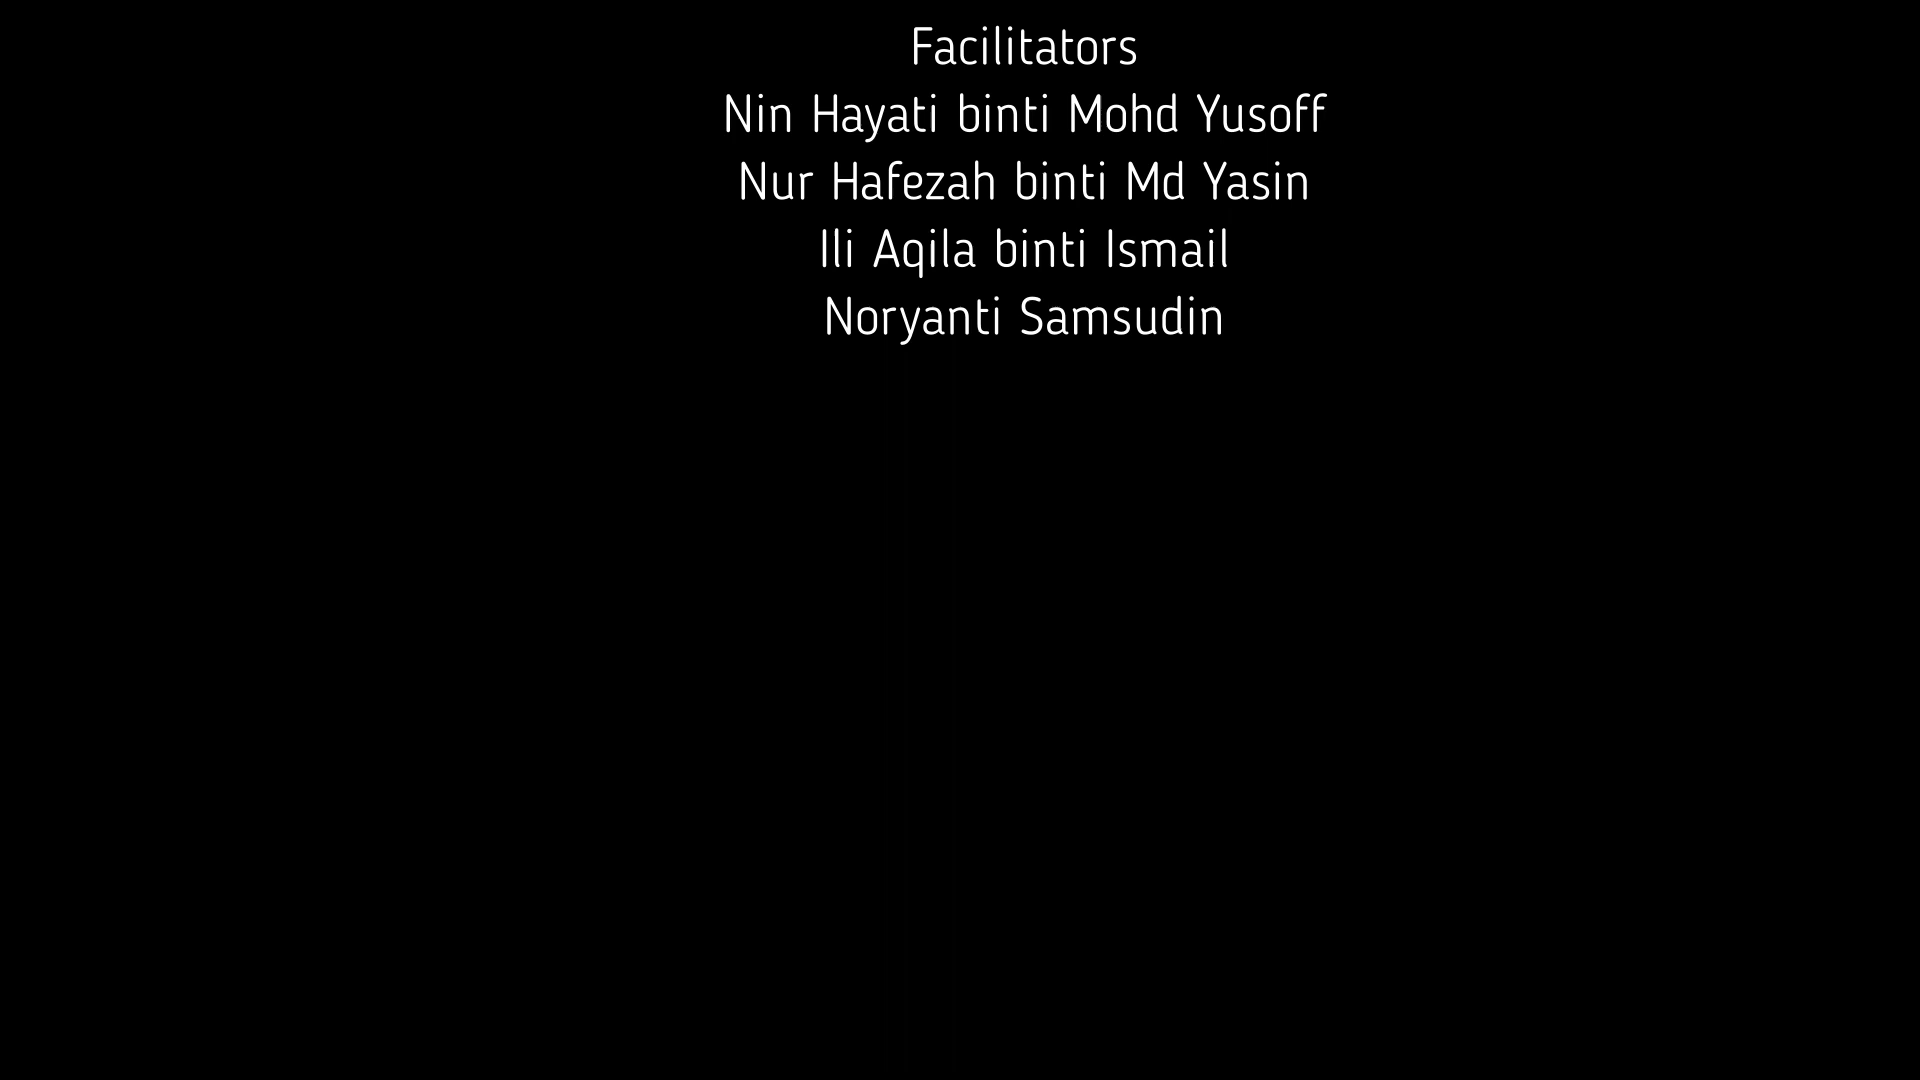 Facilitators
Nin Hayati binti Mohd Yusoff
Nur Hafezah binti Md Yasin
Ili Aqila binti Ismail
Noryanti Samsudin